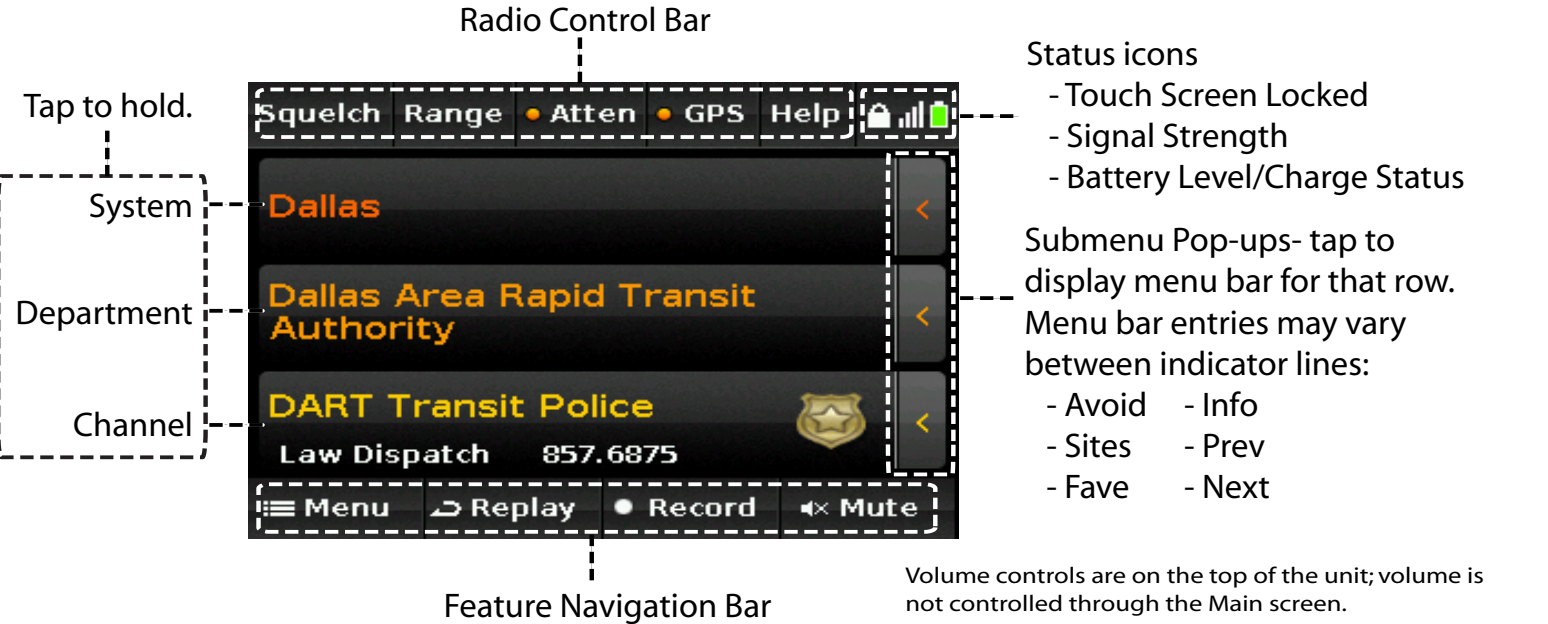 Radio Control Bar
Tap to hold.
System
Department
Channel
Squelch Range Atten GPS Help
Dallas
<
Dallas Area Rapid Transit
Authority
<
DART Transit Police
<
Law Dispatch 857.6875
Menu Replay Record Mute
Feature Navigation Bar
Status icons
- Touch Screen Locked
- Signal Strength
- Battery Level/Charge Status
Submenu Pop-ups- tap to
display menu bar for that row.
Menu bar entries may vary
between indicator lines:
- Avoid - Info
- Sites - Prev
- Fave - Next
Volume controls are on the top of the unit; volume is
not controlled through the Main screen.